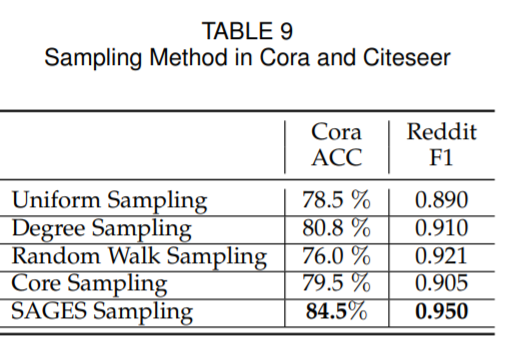 TABLE 9
Sampling Method in Cora and Citeseer
Cora Reddit
ACC F1
Uniform Sampling 78.5 % 0.890
Degree Sampling 80.8 % 0.910
Random Walk Sampling 76.0 % 0.921
Core Sampling 79.5 % 0.905
SAGES Sampling 84.5% 0.950